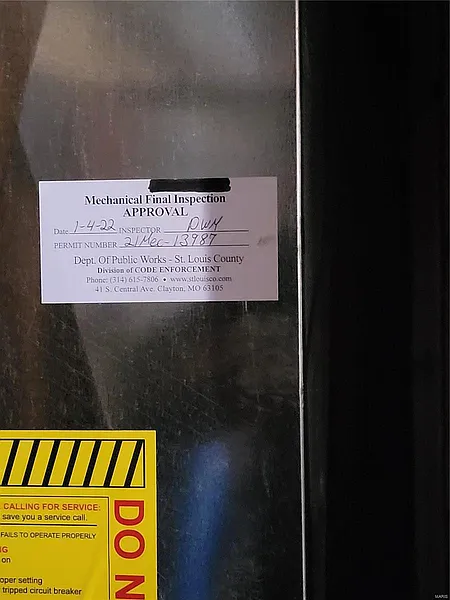 Mechanical Final Inspection
APPROVAL
Date 1-4-22 INSPECTOR DWH
PERMIT NUMBER 21Mec-13987
Dept. Of Public Works - St. Louis County
Division of CODE ENFORCEMENT
Phone: (314) 615-7806 • www.stlouisco.com
41 S. Central Ave. Clayton, MO 63105
CALLING FOR SERVICE:
save you a service call.
FAILS TO OPERATE PROPERLY
NG
on
oper setting
tripped circuit breaker
DO N
MARIS